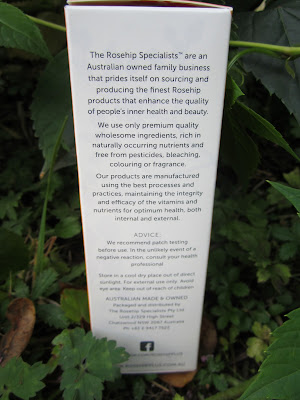 The Rosehip Specialists™ are an
Australian owned family business
that prides itself on sourcing and
producing the finest Rosehip
products that enhance the quality
of people's inner health and beauty.
We use only premium quality
wholesome ingredients, rich in
naturally occurring nutrients and
free from pesticides, bleaching,
colouring or fragrance.
Our products are manufactured
using the best processes and
practices, maintaining the integrity
and efficacy of the vitamins and
nutrients for optimum health, both
internal and external.
ADVICE:
We recommend patch testing
before use. In the unlikely event of a
negative reaction, consult your health
professional.
Store in a cool dry place out of direct
sunlight. For external use only. Avoid
eye area. Keep out of reach of children.
AUSTRALIAN MADE & OWNED
Packaged and distributed by
The Rosehip Specialists Pty Ltd
High Street
Chatswood NSW 2067 Australia